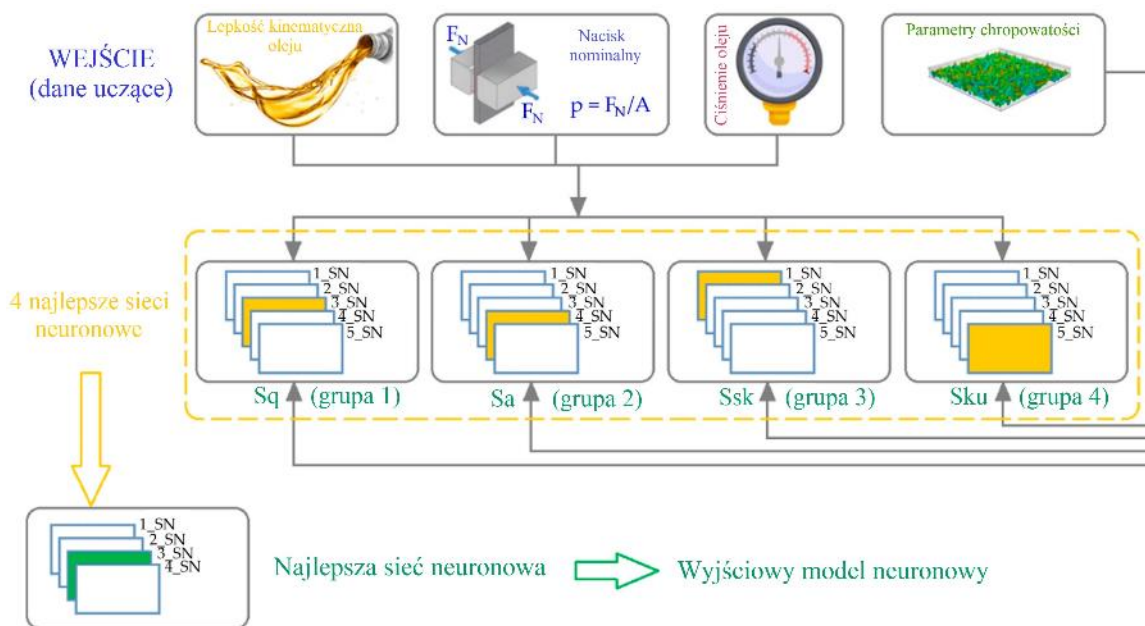 WEJŚCIE
(dane uczące)
Lepkość kinematyczna
oleju
F_N
F_N
Nacisk
nominalny
p = F_N/A
Ciśnienie oleju
Parametry chropowatości
4 najlepsze sieci
neuronowe
1_SN
2_SN
3_SN
4_SN
5_SN
Sq (grupa 1)
1_SN
2_SN
3_SN
4_SN
5_SN
Sa (grupa 2)
1_SN
2_SN
3_SN
4_SN
5_SN
Ssk (grupa 3)
1_SN
2_SN
3_SN
4_SN
5_SN
Sku (grupa 4)
1_SN
2_SN
3_SN
4_SN
Najlepsza sieć neuronowa
Wyjściowy model neuronowy